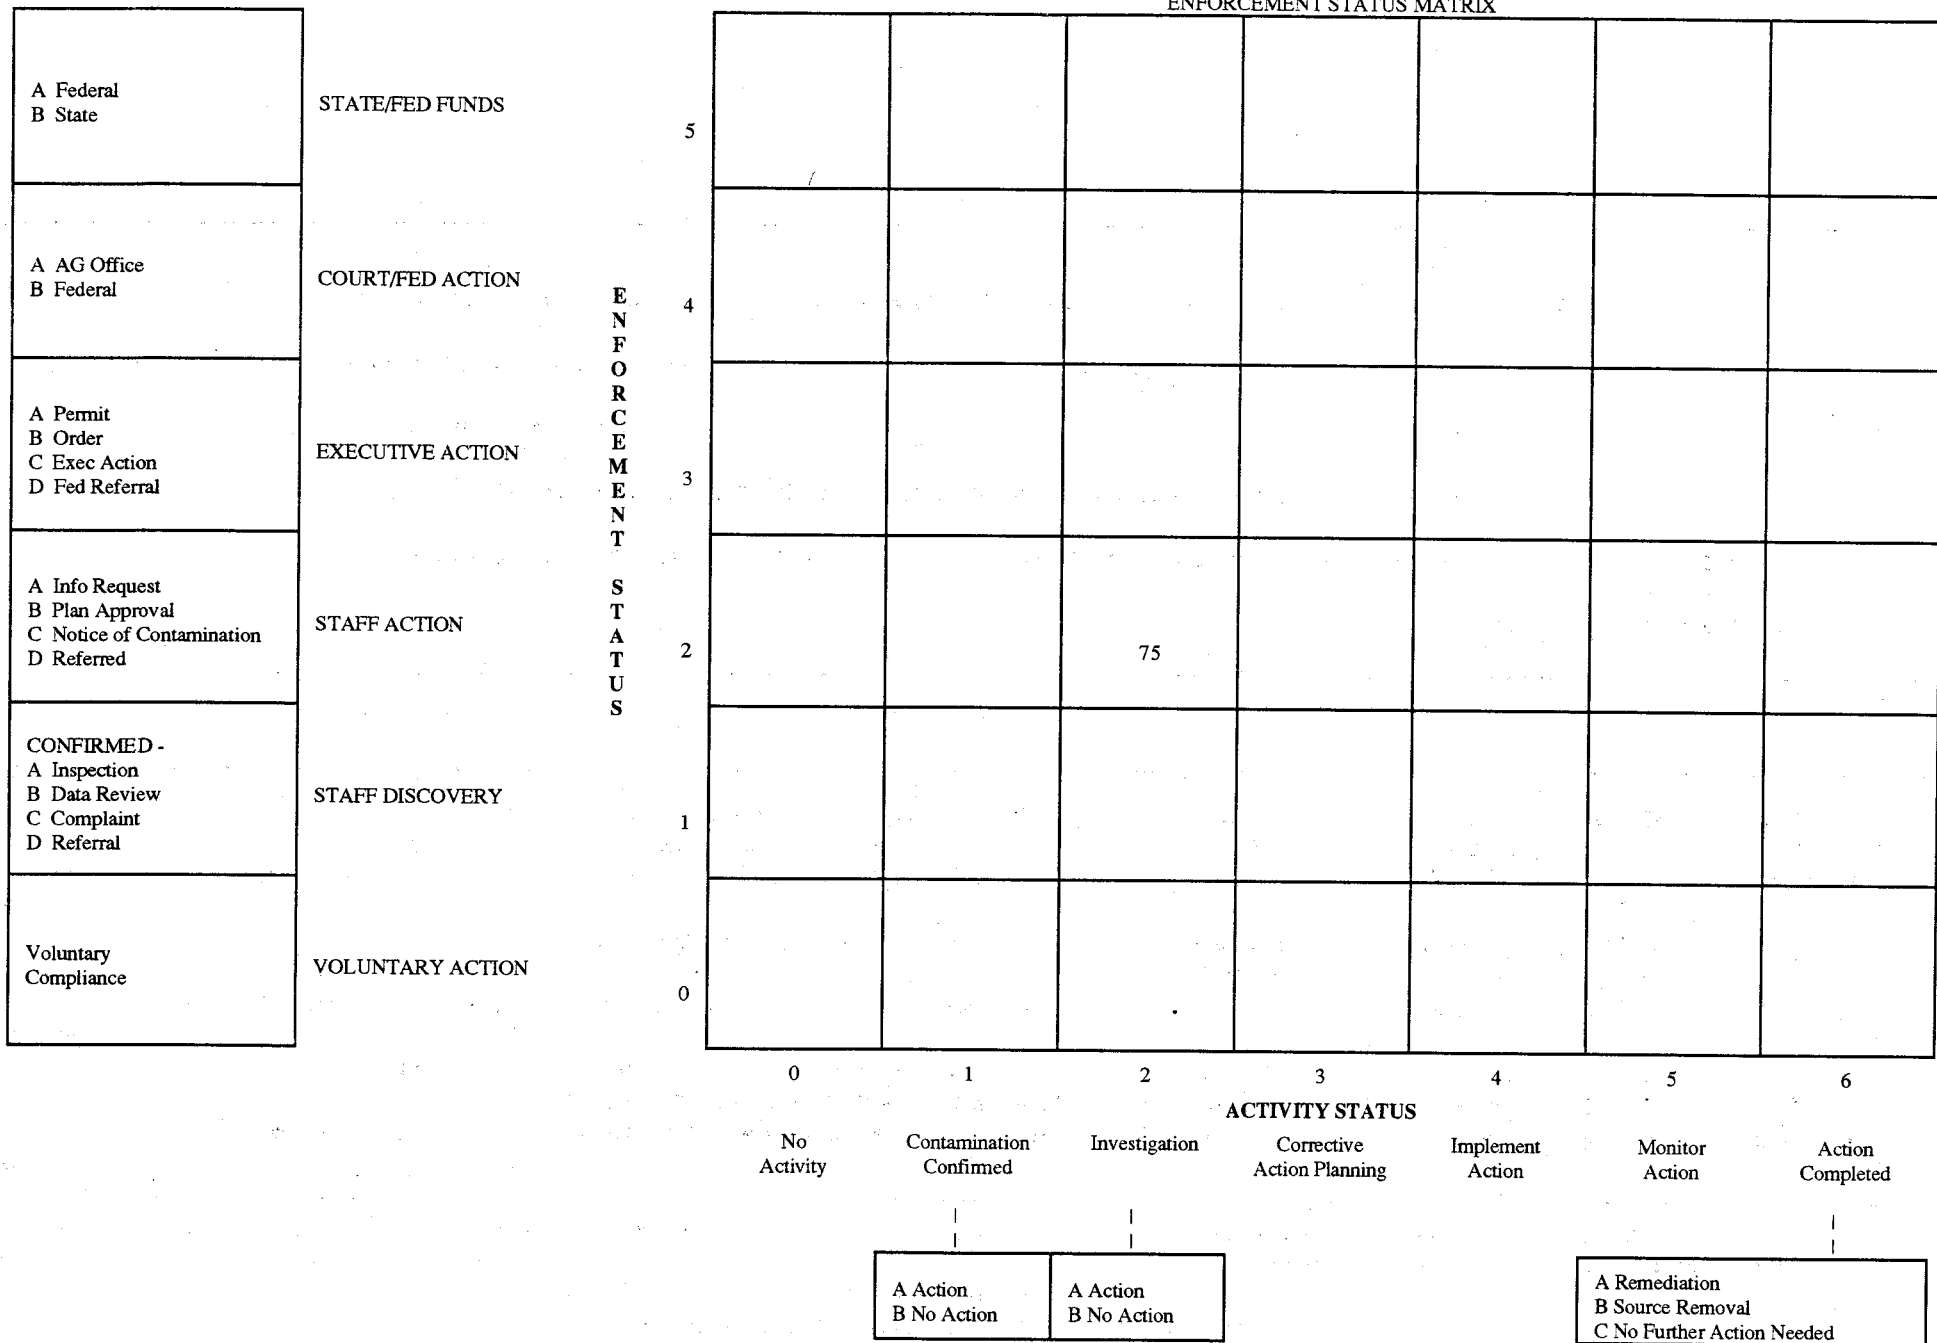 ENFORCEMENT STATUS MATRIX
A Federal
B State
STATE/FED FUNDS
5
A AG Office
B Federal
COURT/FED ACTION
4
A Permit
B Order
C Exec Action
D Fed Referral
EXECUTIVE ACTION
3
A Info Request
B Plan Approval
C Notice of Contamination
D Referred
STAFF ACTION
2
75
CONFIRMED -
A Inspection
B Data Review
C Complaint
D Referral
STAFF DISCOVERY
1
Voluntary
Compliance
VOLUNTARY ACTION
0
ENFORCEMENT STATUS
0 1 2 3 4 5 6
ACTIVITY STATUS
No
Activity
Contamination
Confirmed
Investigation
Corrective
Action Planning
Implement
Action
Monitor
Action
Action
Completed
A Action
B No Action
A Action
B No Action
A Remediation
B Source Removal
C No Further Action Needed